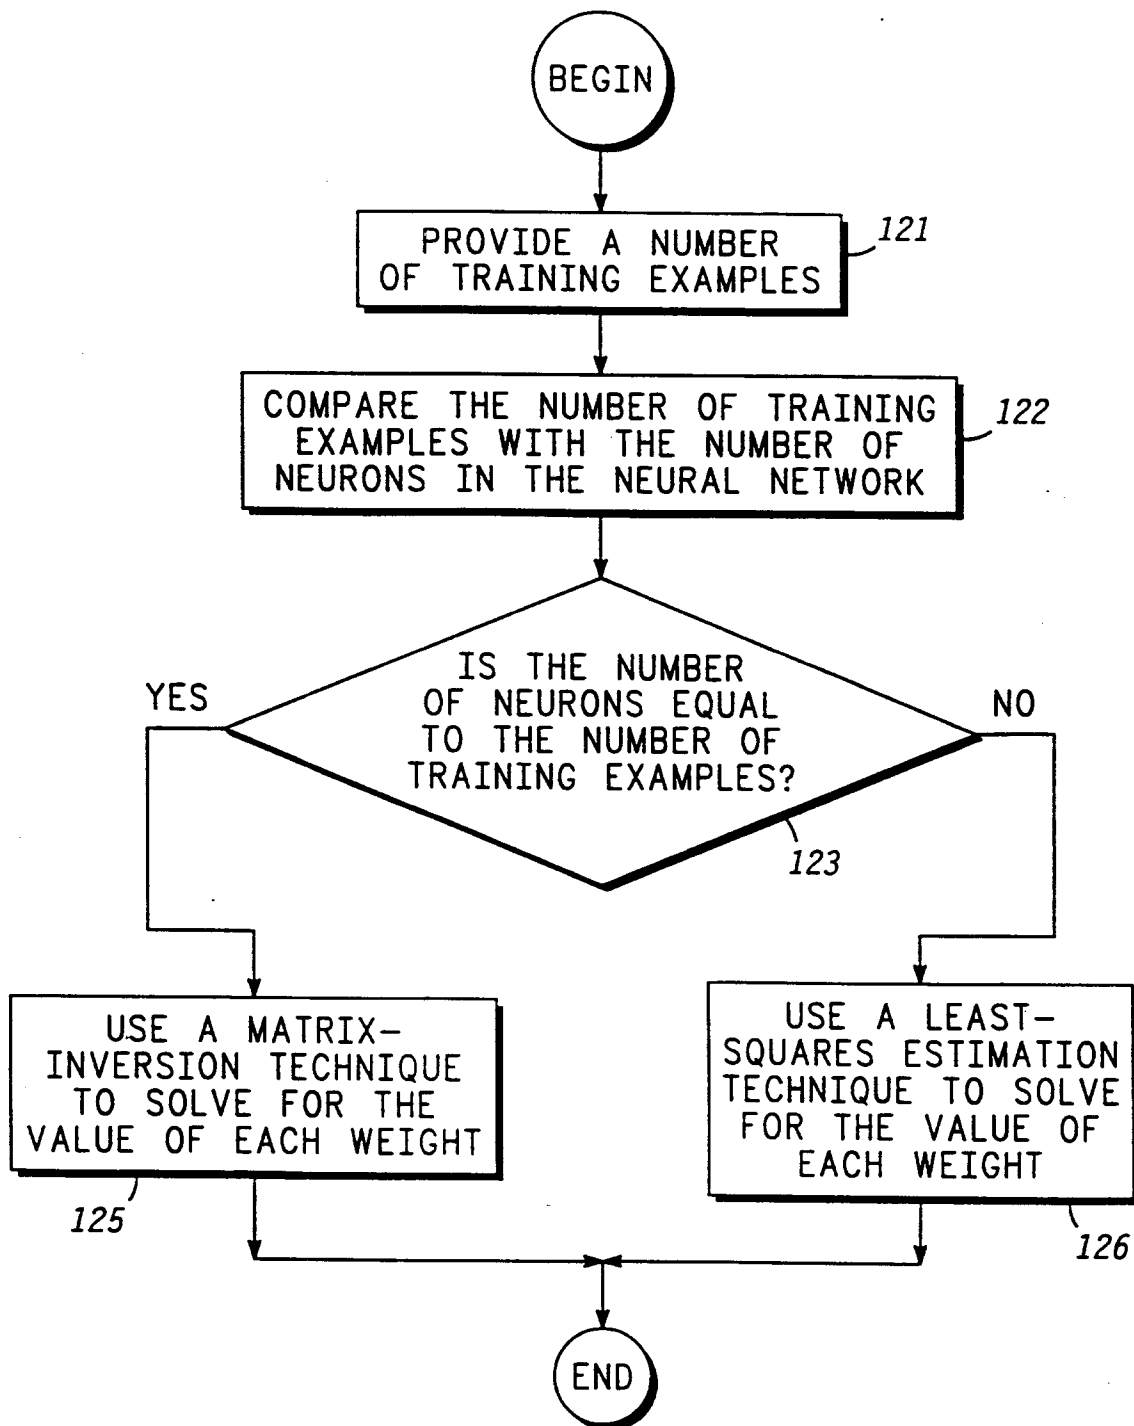 BEGIN
PROVIDE A NUMBER
OF TRAINING EXAMPLES
121
COMPARE THE NUMBER OF TRAINING
EXAMPLES WITH THE NUMBER OF
NEURONS IN THE NEURAL NETWORK
122
IS THE NUMBER
OF NEURONS EQUAL
TO THE NUMBER OF
TRAINING EXAMPLES?
YES
NO
123
USE A MATRIX-
INVERSION TECHNIQUE
TO SOLVE FOR THE
VALUE OF EACH WEIGHT
125
USE A LEAST-
SQUARES ESTIMATION
TECHNIQUE TO SOLVE
FOR THE VALUE OF
EACH WEIGHT
126
END